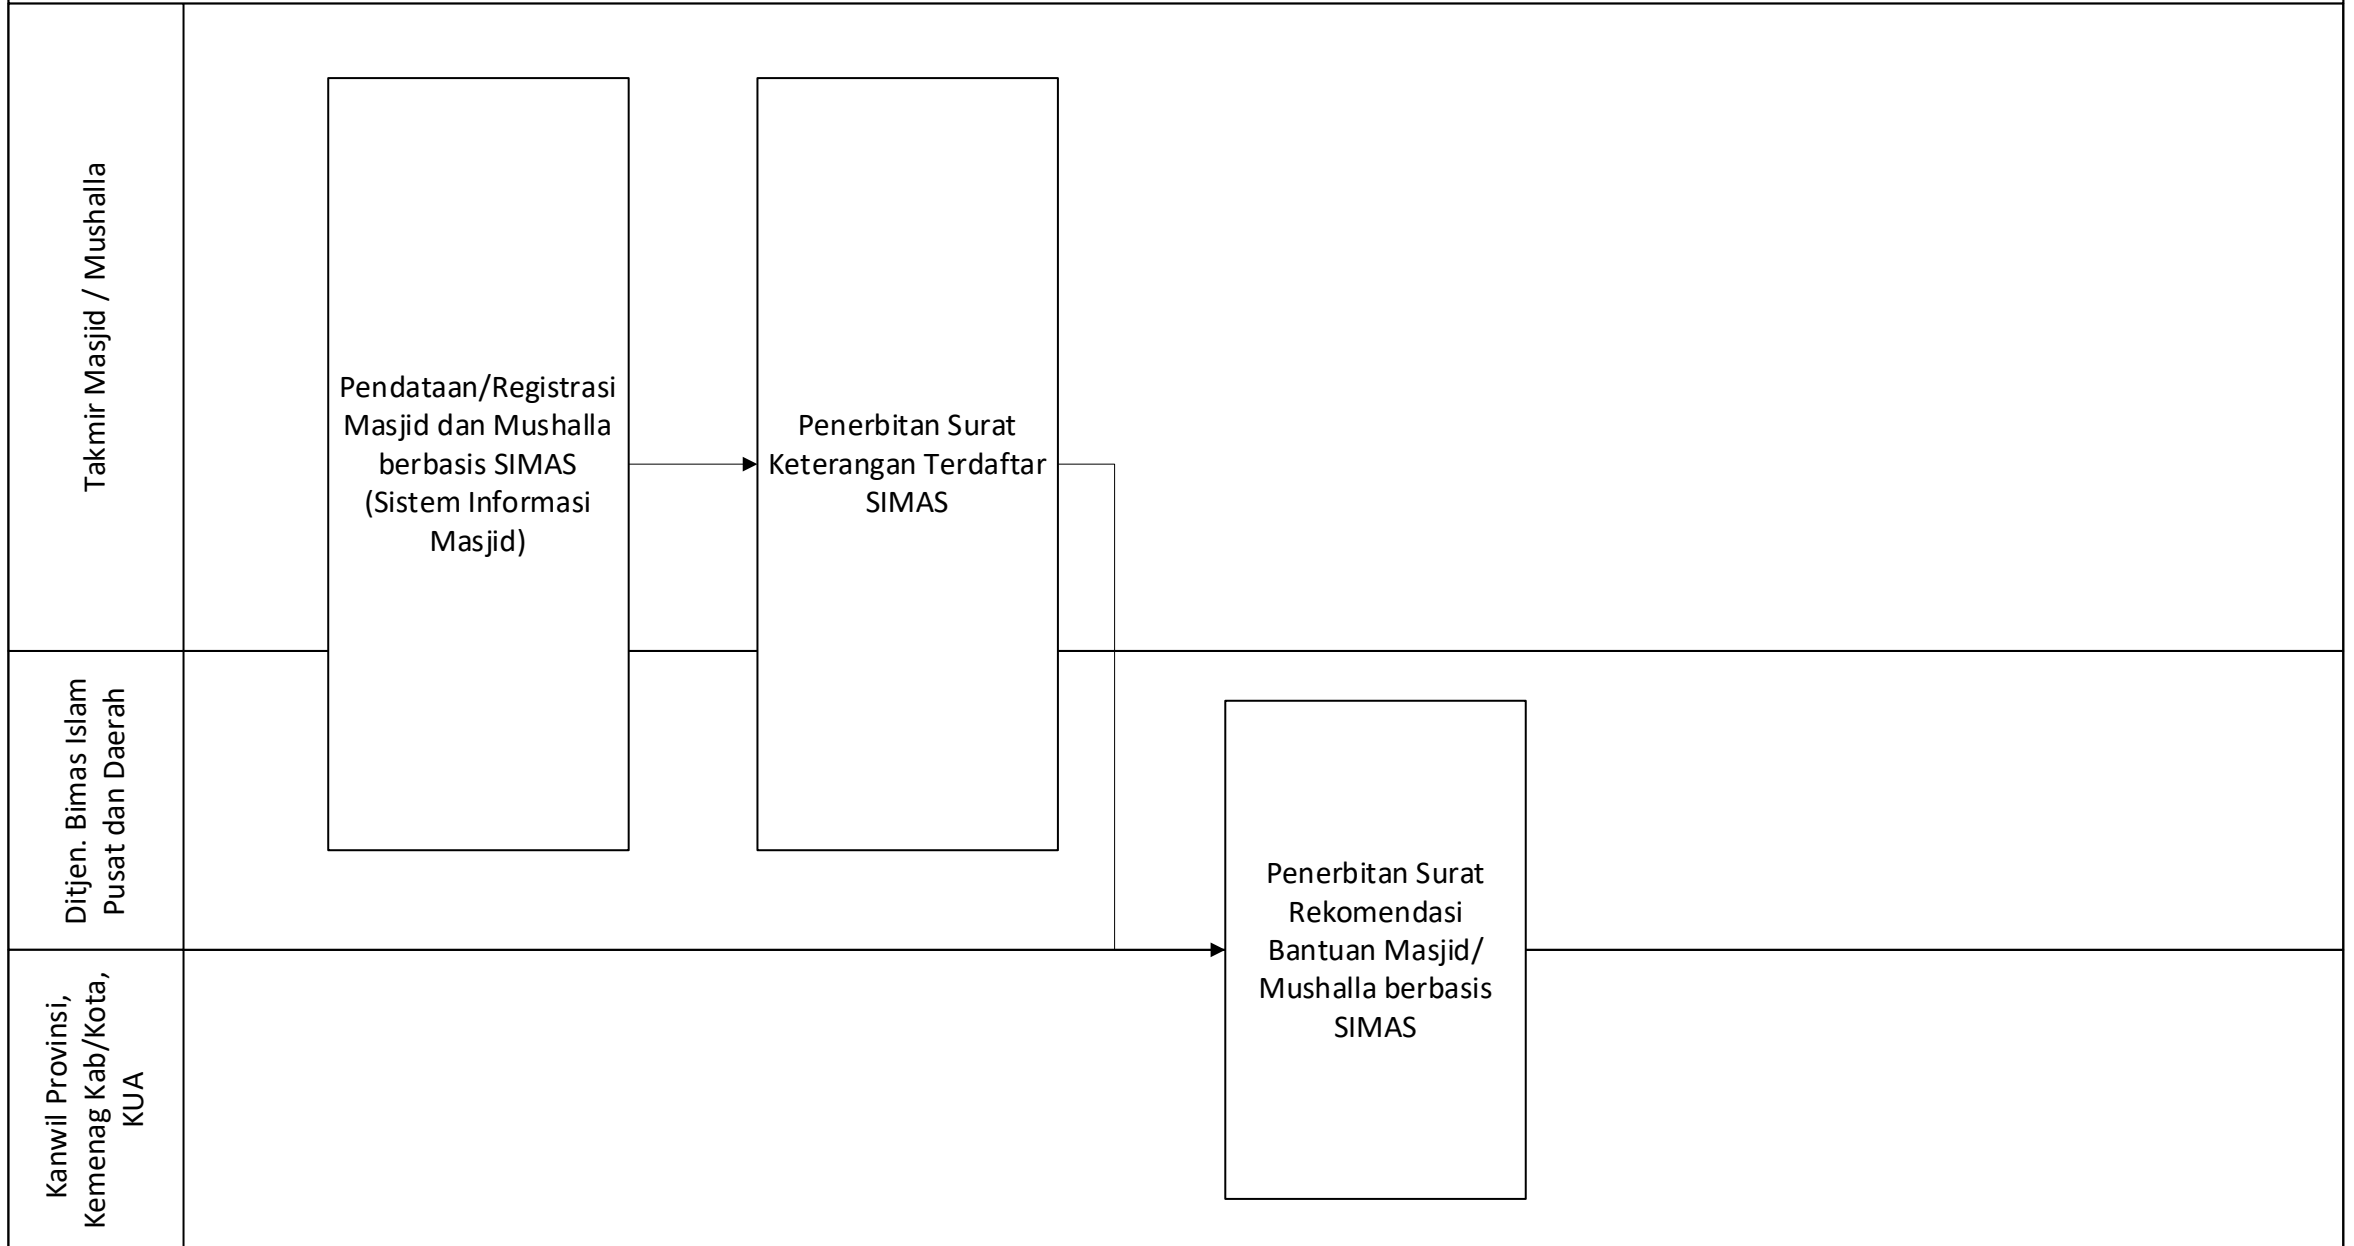 Takmir Masjid / Mushalla
Pendataan/Registrasi
Masjid dan Mushalla
berbasis SIMAS
(Sistem Informasi
Masjid)
Penerbitan Surat
Keterangan Terdaftar
SIMAS
Ditjen. Bimas Islam
Pusat dan Daerah
Penerbitan Surat
Rekomendasi
Bantuan Masjid/
Mushalla berbasis
SIMAS
Kanwil Provinsi,
Kemenag Kab/Kota,
KUA